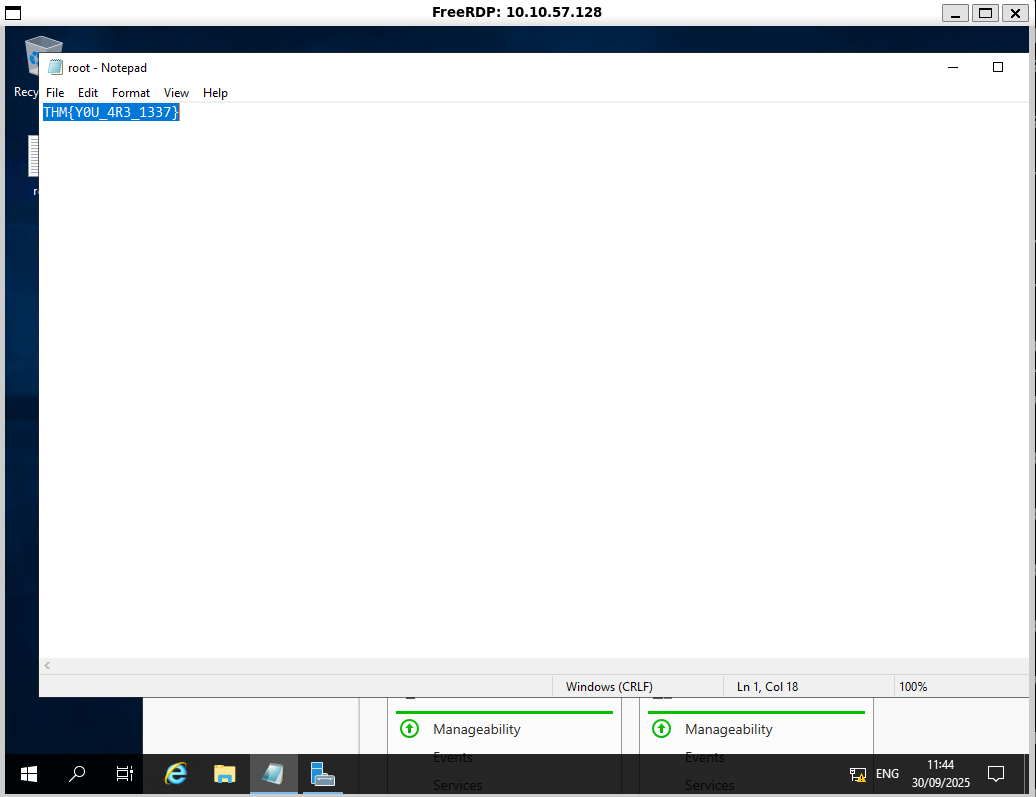 FreeRDP: 10.10.57.128
root - Notepad
File Edit Format View Help
THM{Y0U_4R3_1337}
Windows (CRLF) Ln 1, Col 18 100%
Manageability Manageability
Events Events
Services Services
ENG
11:44
30/09/2025